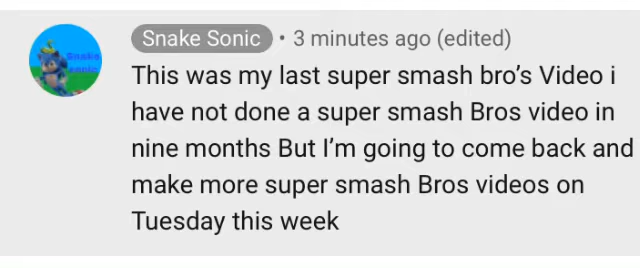 Snake Sonic • 3 minutes ago (edited)
Snake
sonic
This was my last super smash bro's Video i
have not done a super smash Bros video in
nine months But I'm going to come back and
make more super smash Bros videos on
Tuesday this week